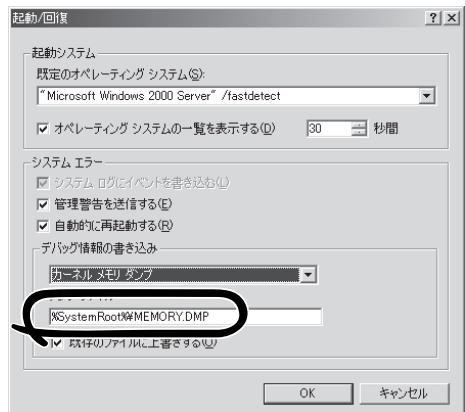 起動/回復
起動システム
既定のオペレーティング システム(S):
"Microsoft Windows 2000 Server" /fastdetect
オペレーティング システムの一覧を表示する(D) 30 秒間
システム エラー
システム ログにイベントを書き込む(L)
管理警告を送信する(E)
自動的に再起動する(R)
デバッグ情報の書き込み
カーネル メモリ ダンプ
%SystemRoot%¥MEMORY.DMP
既存のファイルに上書きする(O)
OK キャンセル